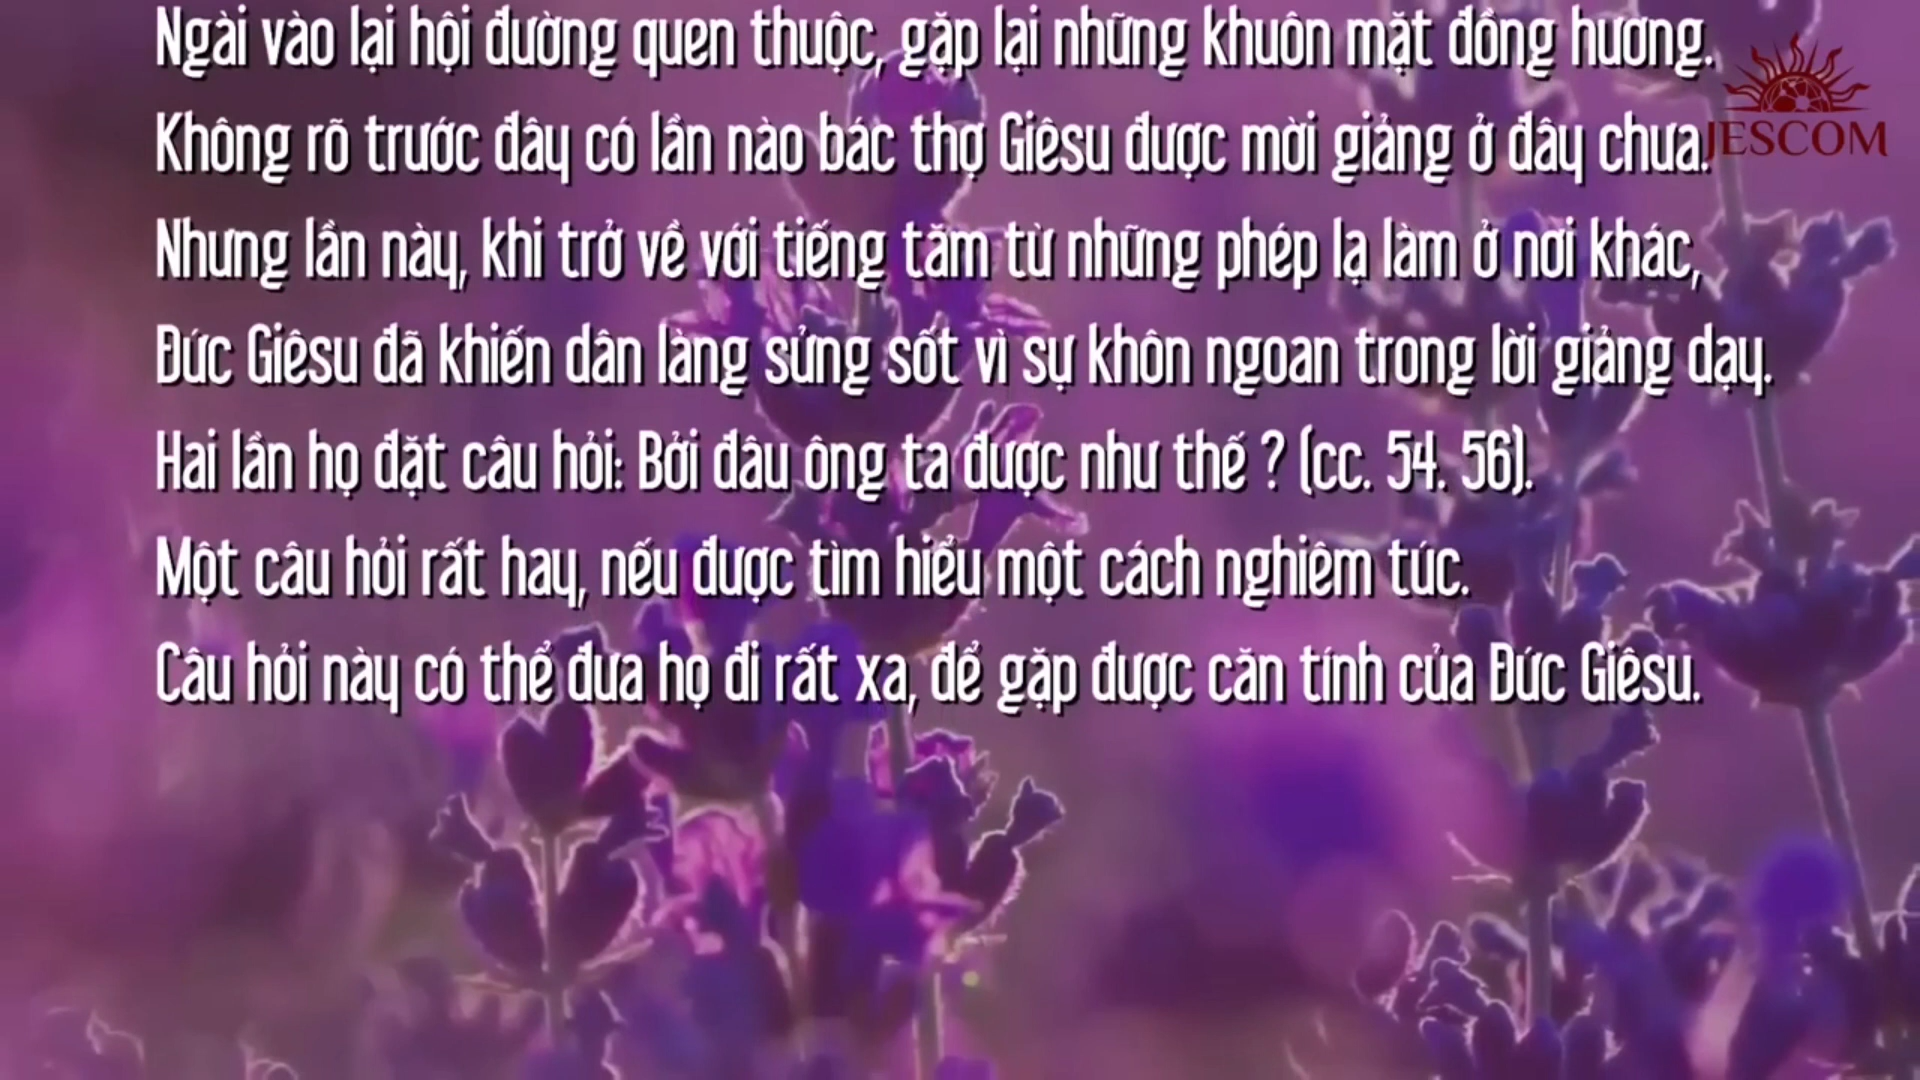 Ngài vào lại hội đường quen thuộc, gặp lại những khuôn mặt đồng hương.
Không rõ trước đây có lần nào bác thợ Giêsu được mời giảng ở đây chưa.
JESCOM
Nhưng lần này, khi trở về với tiếng tăm từ những phép lạ làm ở nơi khác,
Đức Giêsu đã khiến dân làng sửng sốt vì sự khôn ngoan trong lời giảng dạy.
Hai lần họ đặt câu hỏi: Bởi đâu ông ta được như thế ? (cc. 54. 56).
Một câu hỏi rất hay, nếu được tìm hiểu một cách nghiêm túc.
Câu hỏi này có thể đưa họ đi rất xa, để gặp được căn tính của Đức Giêsu.